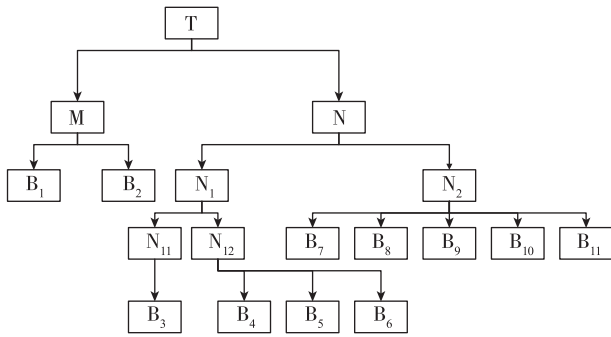 T
M N
B₁ B₂ N₁ N₂
N₁₁ N₁₂ B₇ B₈ B₉ B₁₀ B₁₁
B₃ B₄ B₅ B₆